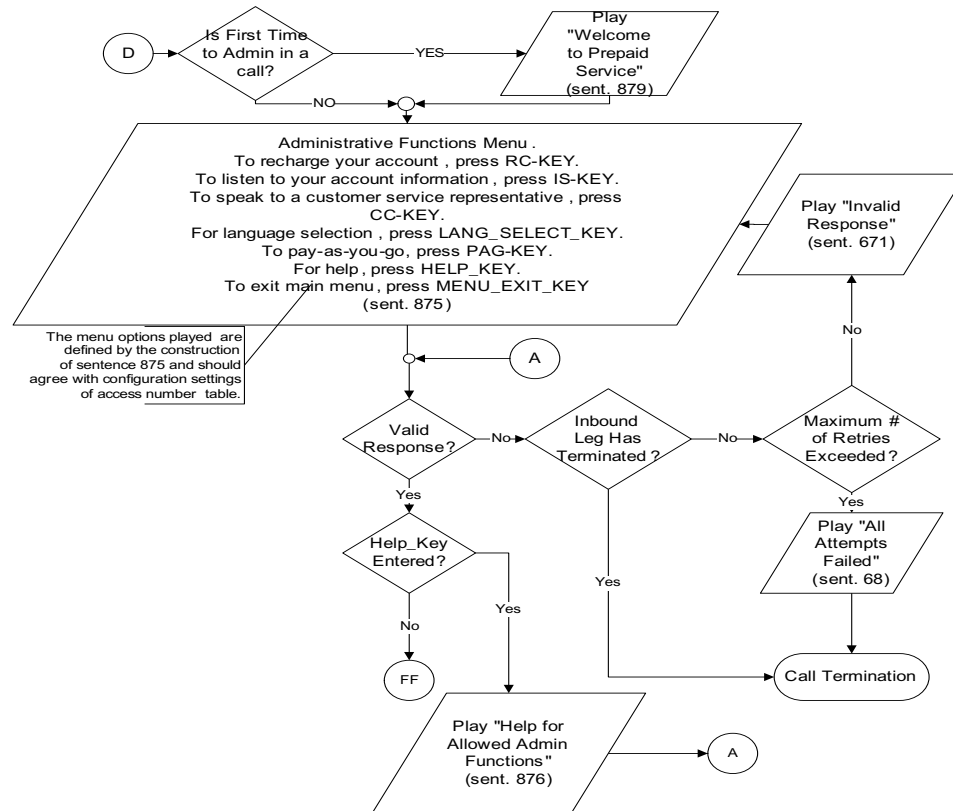 D
Is First Time
to Admin in a
call?
YES
Play
"Welcome
to Prepaid
Service"
(sent. 879)
NO
Administrative Functions Menu .
To recharge your account , press RC-KEY.
To listen to your account information , press IS-KEY.
To speak to a customer service representative , press
CC-KEY.
For language selection , press LANG_SELECT_KEY.
To pay-as-you-go, press PAG-KEY.
For help , press HELP_KEY.
To exit main menu , press MENU_EXIT_KEY
(sent. 875)
Play "Invalid
Response"
(sent. 671)
The menu options played are
defined by the construction
of sentence 875 and should
agree with configuration settings
of access number table.
A
No
Valid
Response?
No
Inbound
Leg Has
Terminated ?
No
Maximum #
of Retries
Exceeded ?
Yes
Yes
Help_Key
Entered?
Play "All
Attempts
Failed"
(sent. 68)
Yes
Yes
No
FF
Call Termination
Play "Help for
Allowed Admin
Functions "
(sent. 876)
A